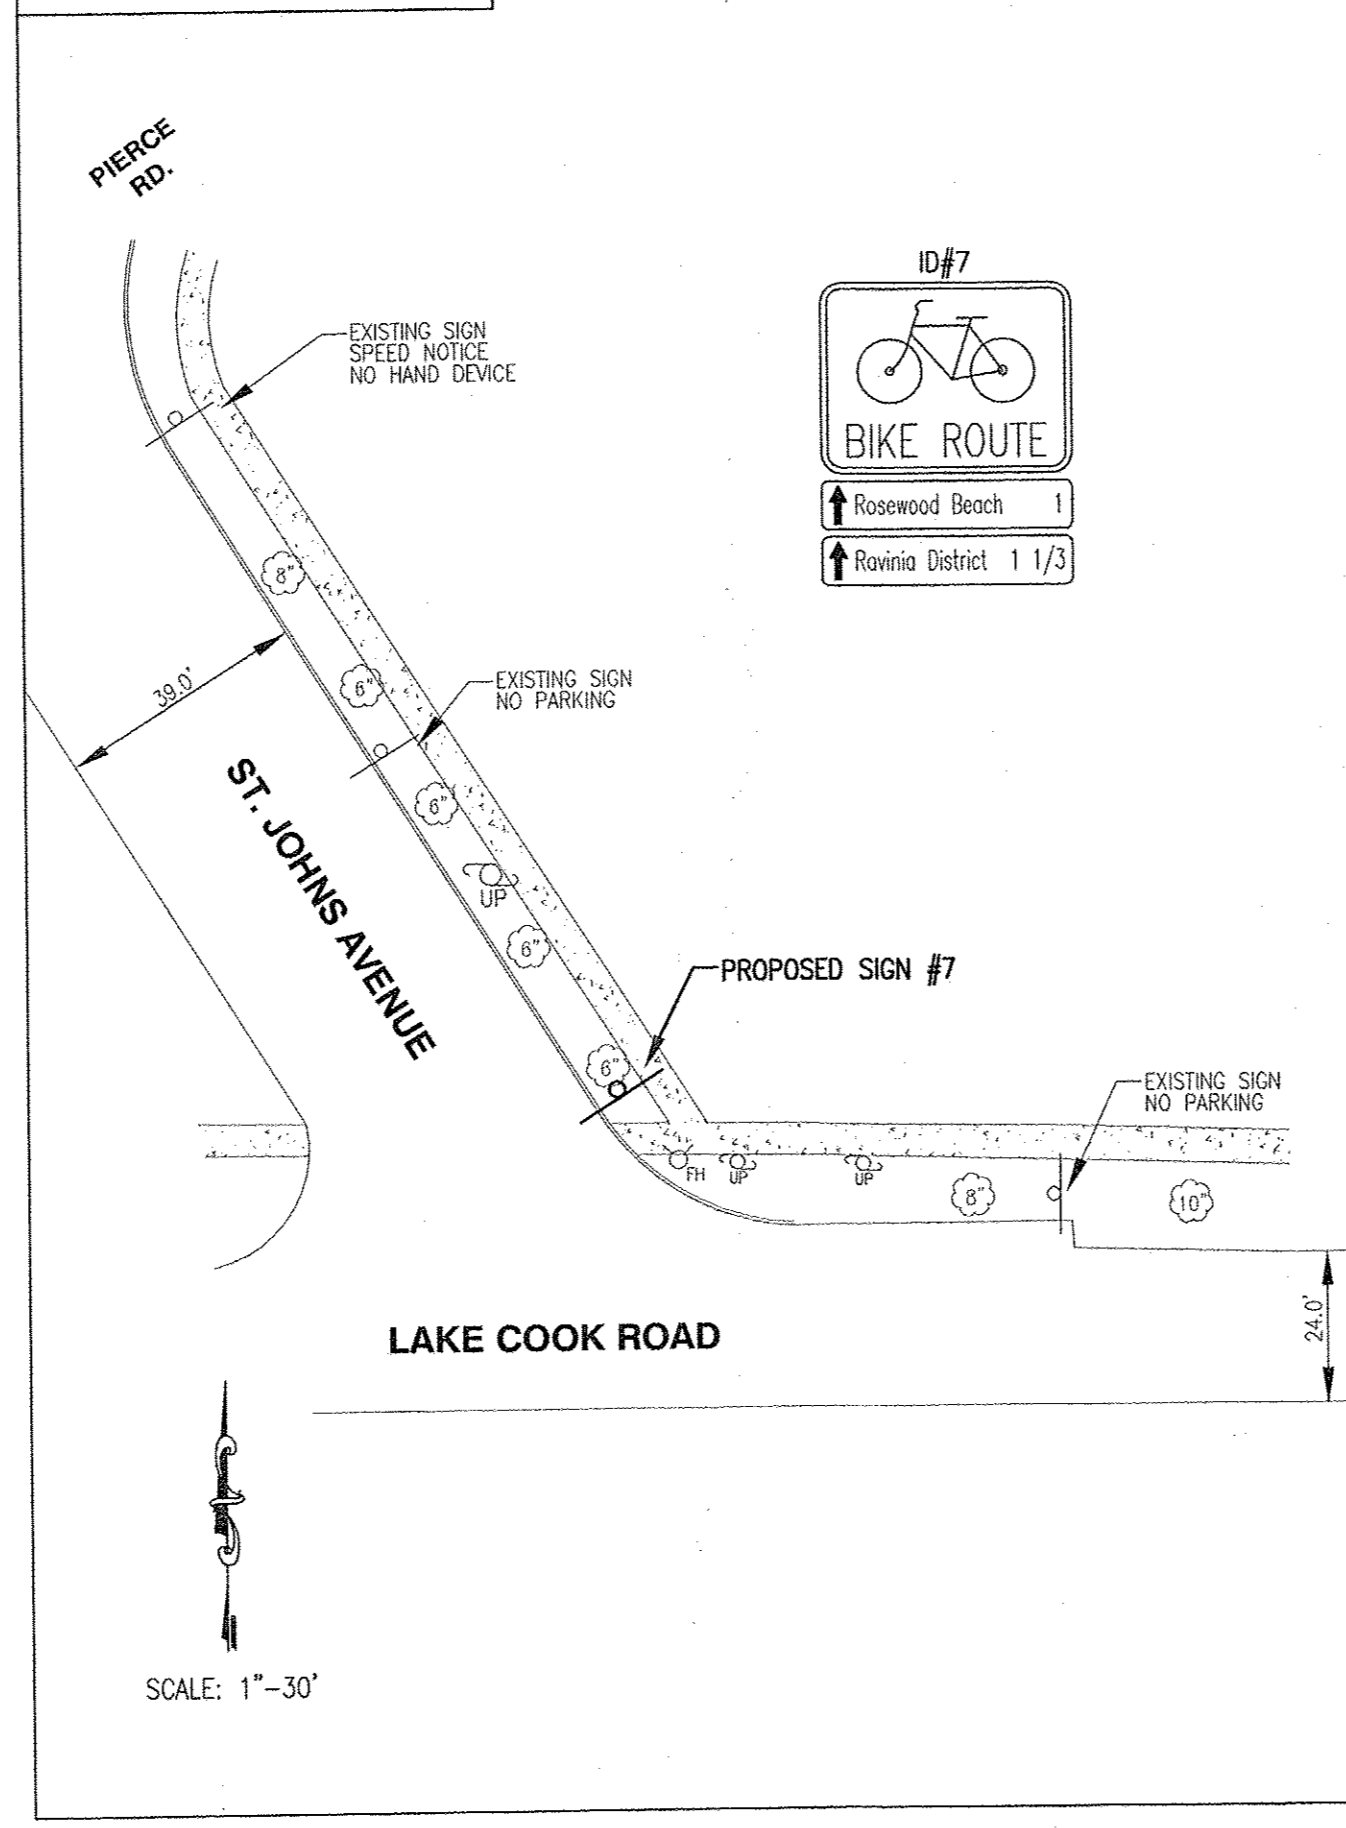 PIERCE
RD.
ID#7
BIKE ROUTE
Rosewood Beach 1
Ravinia District 1 1/3
EXISTING SIGN
SPEED NOTICE
NO HAND DEVICE
8"
39.0'
6"
EXISTING SIGN
NO PARKING
6"
ST. JOHNS AVENUE
UP
6"
PROPOSED SIGN #7
6"
EXISTING SIGN
NO PARKING
FH
UP
UP
8"
10"
24.0'
LAKE COOK ROAD
SCALE: 1"-30'